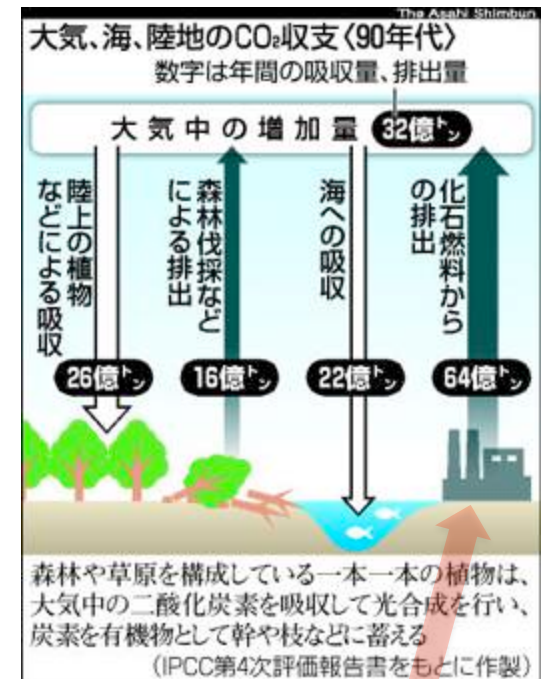 The Asahi Shimbun
大気、海、陸地のCO₂収支〈90年代〉
数字は年間の吸収量、排出量
大気中の増加量 32億トン
陸上の植物
などによる吸収
26億トン
森林伐採など
による排出
16億トン
海への吸収
22億トン
化石燃料から
の排出
64億トン
森林や草原を構成している一本一本の植物は、
大気中の二酸化炭素を吸収して光合成を行い、
炭素を有機物として幹や枝などに蓄える
(IPCC第4次評価報告書をもとに作製)